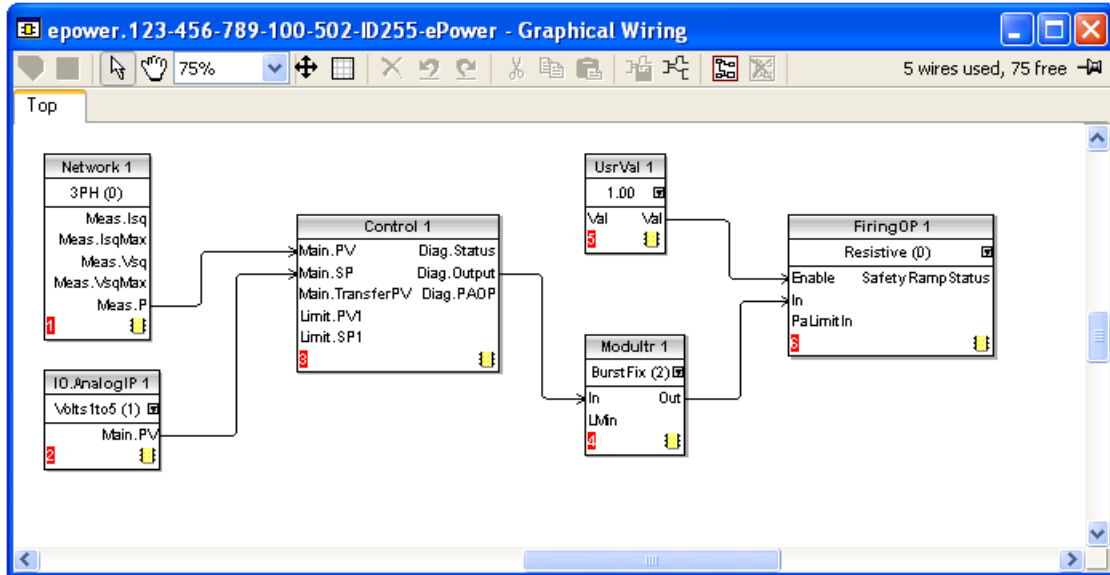 epower.123-456-789-100-502-ID255-ePower - Graphical Wiring
75%
5 wires used, 75 free
Top
Network 1
3PH (0)
Meas.Isq
Meas.IsqMax
Meas.Vsq
Meas.VsqMax
Meas.P
1
IO.AnalogIP 1
Volts1to5 (1)
Main.PV
2
Control 1
Main.PV Diag.Status
Main.SP Diag.Output
Main.TransferPV Diag.PAOP
Limit.PV1
Limit.SP1
3
UsrVal 1
1.00
Val Val
5
Modultr 1
BurstFix (2)
In Out
LMin
4
FiringOP 1
Resistive (0)
Enable SafetyRampStatus
In
PaLimitIn
6